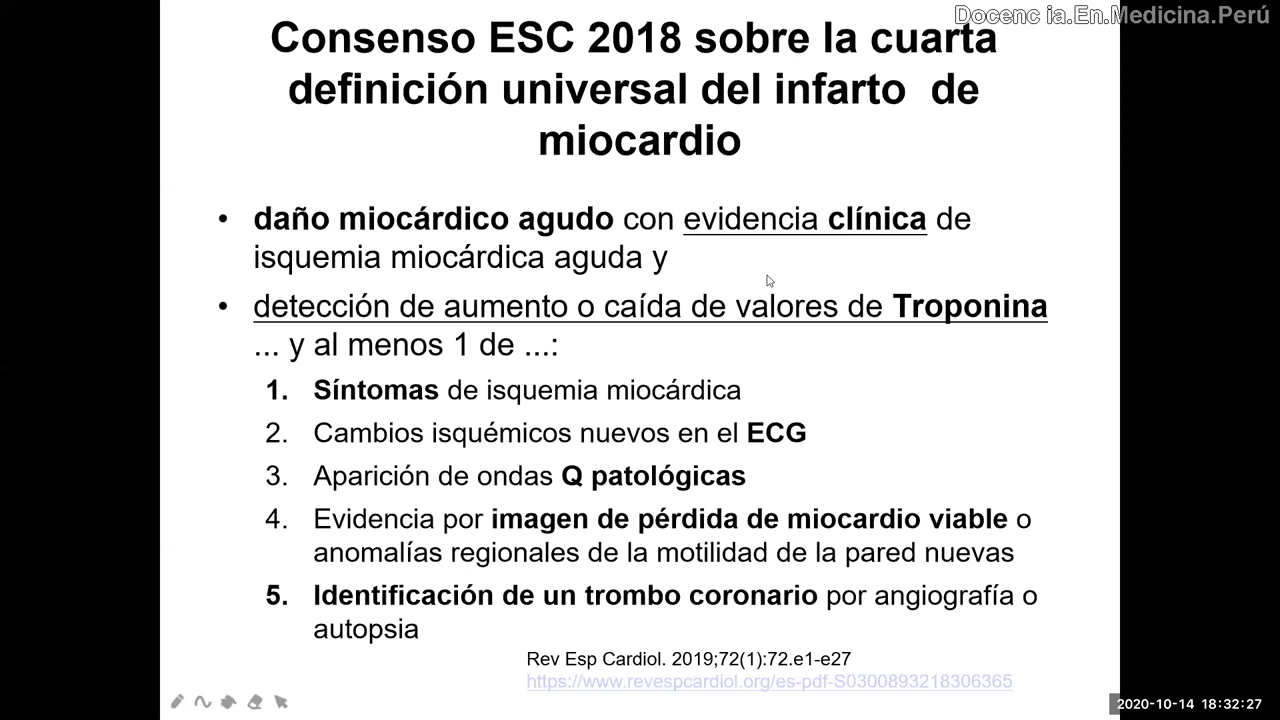 Docenc ia.En.Medicina.Perú
Consenso ESC 2018 sobre la cuarta
definición universal del infarto de
miocardio
• daño miocárdico agudo con evidencia clínica de
isquemia miocárdica aguda y
• detección de aumento o caída de valores de Troponina
... y al menos 1 de ...:
1. Síntomas de isquemia miocárdica
2. Cambios isquémicos nuevos en el ECG
3. Aparición de ondas Q patológicas
4. Evidencia por imagen de pérdida de miocardio viable o
anomalías regionales de la motilidad de la pared nuevas
5. Identificación de un trombo coronario por angiografía o
autopsia
Rev Esp Cardiol. 2019;72(1):72.e1-e27
https://www.revespcardiol.org/es-pdf-S0300893218306365
2020-10-14 18:32:27